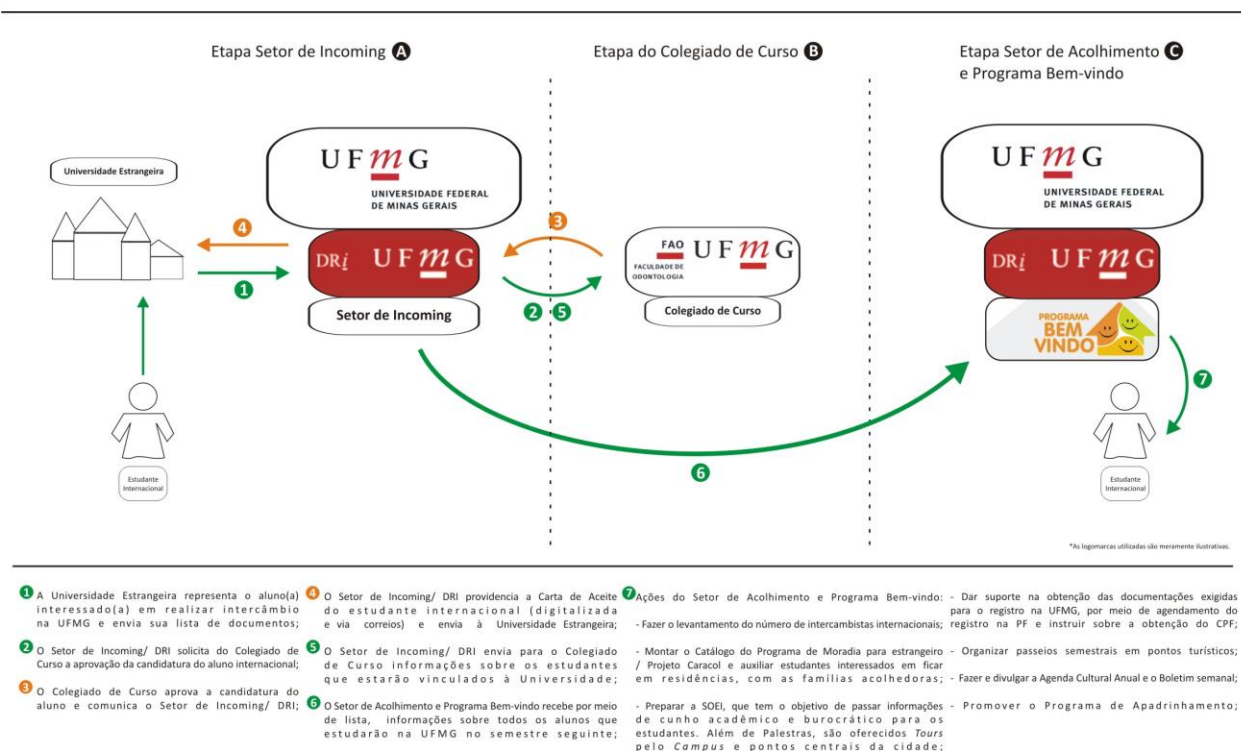 Etapa Setor de Incoming A
Etapa do Colegiado de Curso B
Etapa Setor de Acolhimento C
e Programa Bem-vindo
Universidade Estrangeira
UFmG
UNIVERSIDADE FEDERAL
DE MINAS GERAIS
4
1
DRi UFmG
Setor de Incoming
3
2 5
FAO UFmG
FACULDADE DE
ODONTOLOGIA
Colegiado de Curso
UFmG
UNIVERSIDADE FEDERAL
DE MINAS GERAIS
DRi UFmG
PROGRAMA
BEM
VINDO
7
6
Estudante
Internacional
Estudante
Internacional
*As logomarcas utilizadas são meramente ilustrativas.
1 A Universidade Estrangeira representa o aluno(a)
interessado(a) em realizar intercâmbio
na UFMG e envia sua lista de documentos;
2 O Setor de Incoming/ DRI solicita do Colegiado de
Curso a aprovação da candidatura do aluno internacional;
3 O Colegiado de Curso aprova a candidatura do
aluno e comunica o Setor de Incoming/ DRI;
4 O Setor de Incoming/ DRI providencia a Carta de Aceite
do estudante internacional (digitalizada
e via correios) e envia à Universidade Estrangeira;
5 O Setor de Incoming/ DRI envia para o Colegiado
de Curso informações sobre os estudantes
que estarão vinculados à Universidade;
6 O Setor de Acolhimento e Programa Bem-vindo recebe por meio
de lista, informações sobre todos os alunos que
estudarão na UFMG no semestre seguinte;
7 Ações do Setor de Acolhimento e Programa Bem-vindo:
- Fazer o levantamento do número de intercambistas internacionais;
- Montar o Catálogo do Programa de Moradia para estrangeiro
/ Projeto Caracol e auxiliar estudantes interessados em ficar
em residências, com as famílias acolhedoras;
- Preparar a SOEI, que tem o objetivo de passar informações
de cunho acadêmico e burocrático para os
estudantes. Além de Palestras, são oferecidos Tours
pelo Campus e pontos centrais da cidade;
- Dar suporte na obtenção das documentações exigidas
para o registro na UFMG, por meio de agendamento do
registro na PF e instruir sobre a obtenção do CPF;
- Organizar passeios semestrais em pontos turísticos;
- Fazer e divulgar a Agenda Cultural Anual e o Boletim semanal;
- Promover o Programa de Apadrinhamento;